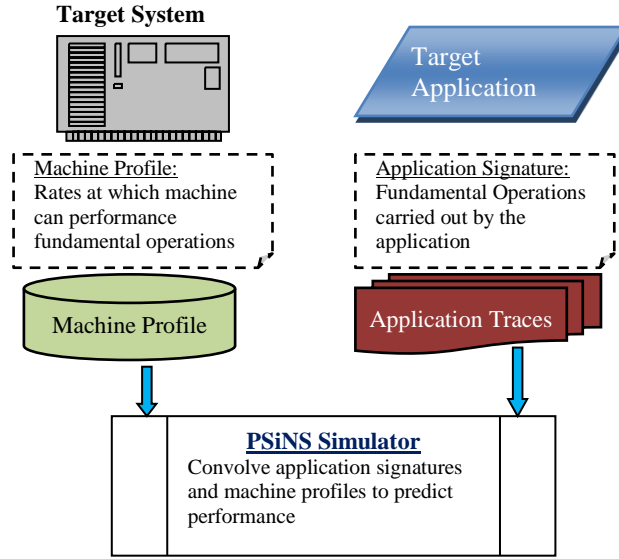 Target System
Target
Application
Machine Profile:
Rates at which machine
can performance
fundamental operations
Application Signature:
Fundamental Operations
carried out by the
application
Machine Profile
Application Traces
PSiNS Simulator
Convolve application signatures
and machine profiles to predict
performance